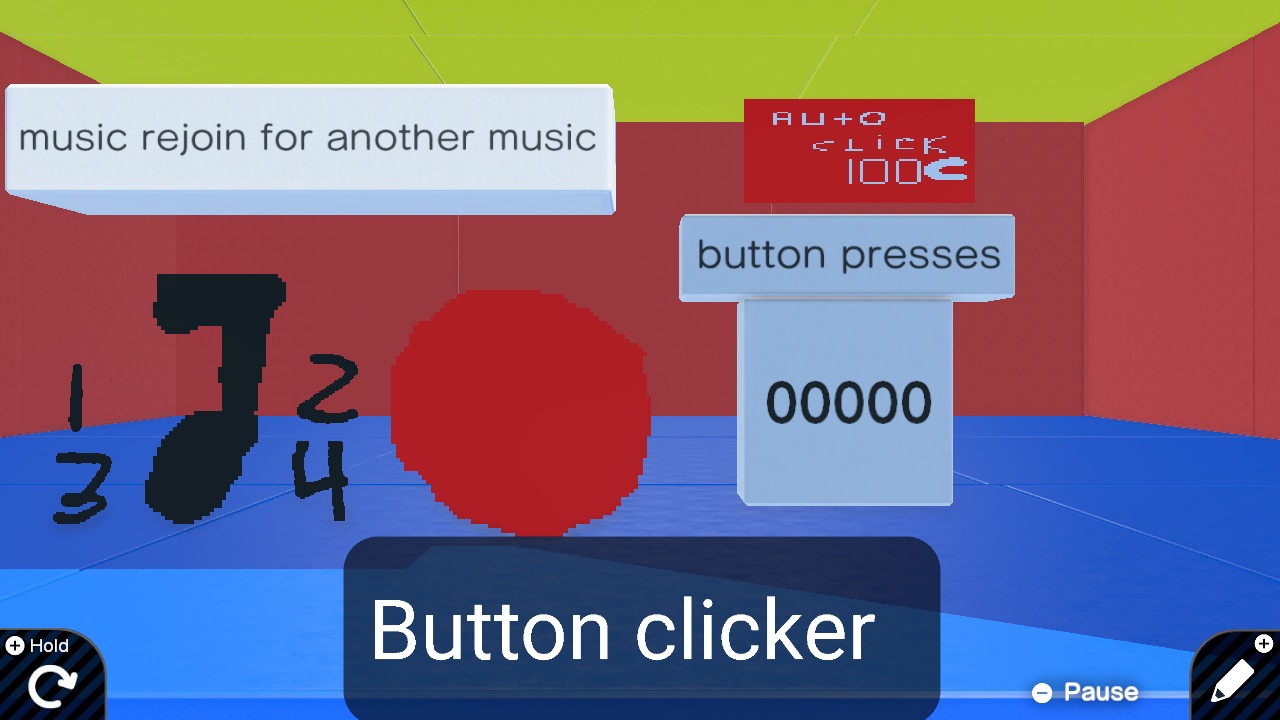 music rejoin for another music
AUTO
CLICK
100C
button presses
1
2
3
4
00000
Button clicker
Hold
Pause